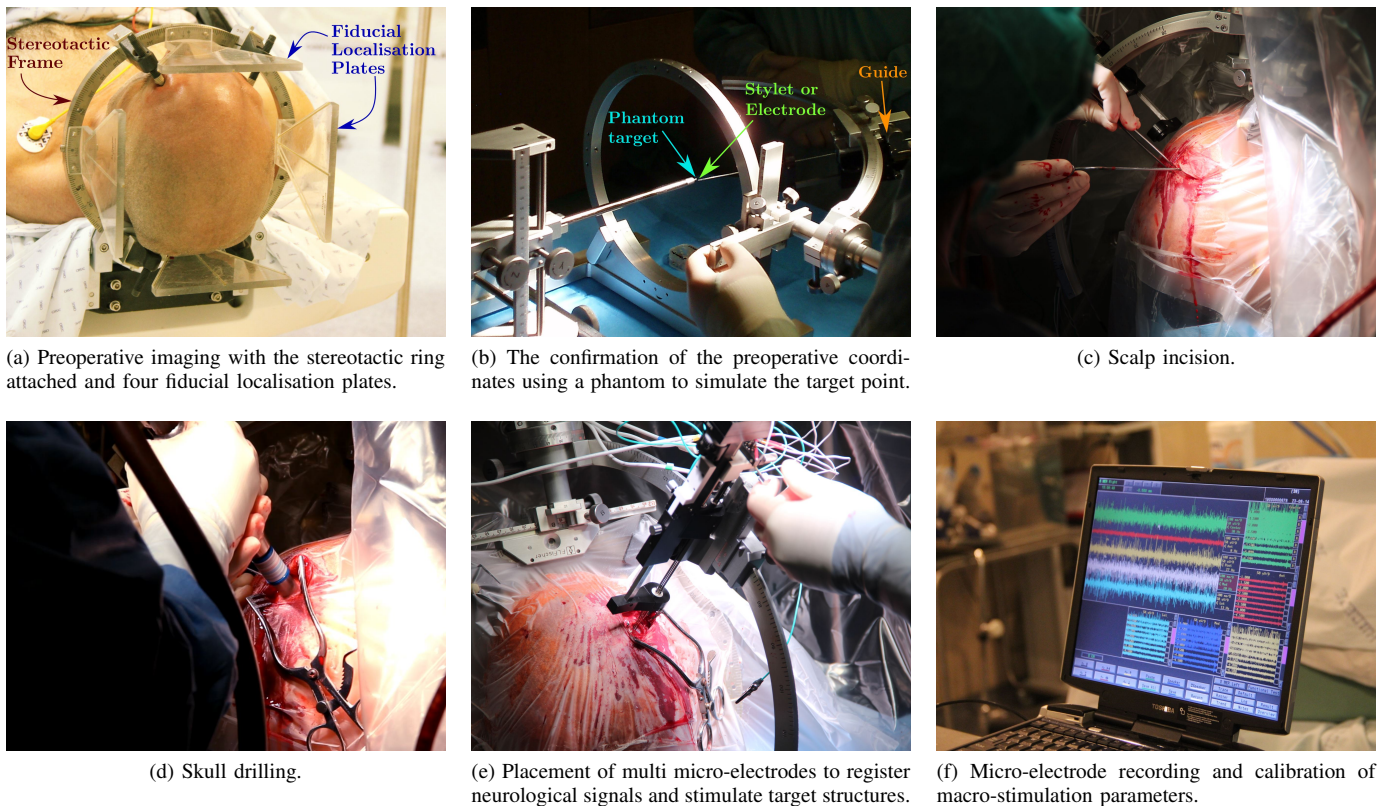 Stereotactic
Frame
Fiducial
Localisation
Plates
Guide
Stylet or
Electrode
Phantom
target
(a) Preoperative imaging with the stereotactic ring
attached and four fiducial localisation plates.
(b) The confirmation of the preoperative coordi-
nates using a phantom to simulate the target point.
(c) Scalp incision.
TOSHIBA
(d) Skull drilling.
(e) Placement of multi micro-electrodes to register
neurological signals and stimulate target structures.
(f) Micro-electrode recording and calibration of
macro-stimulation parameters.